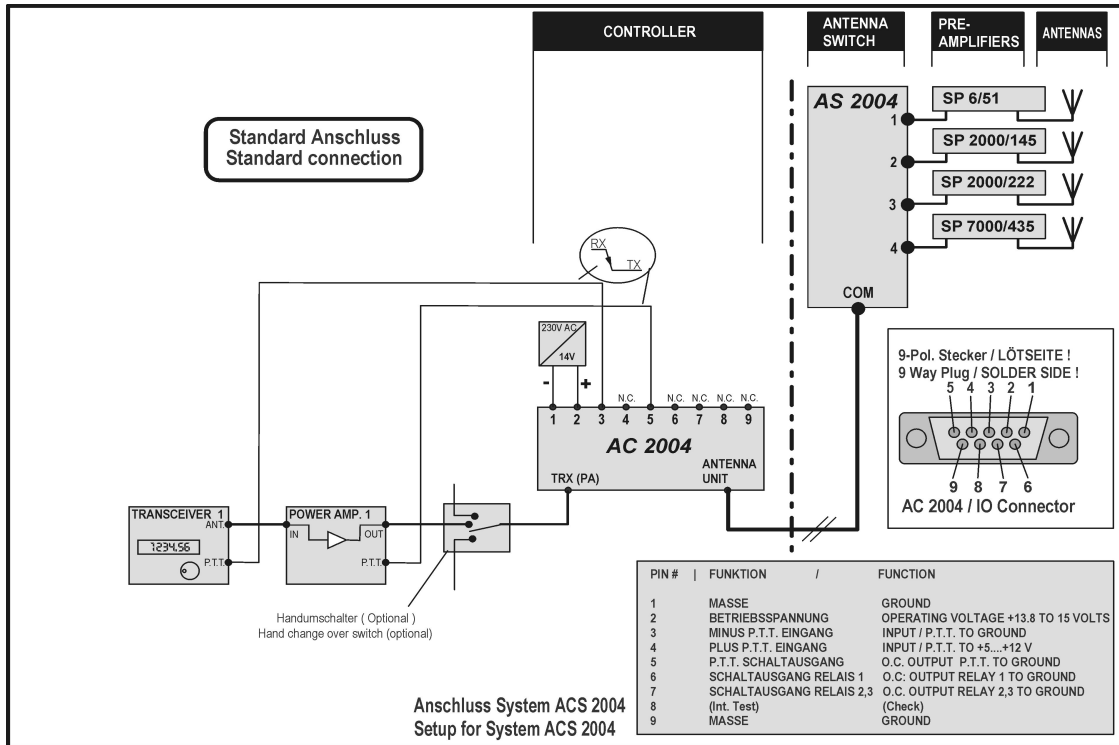 CONTROLLER
ANTENNA
SWITCH
PRE-
AMPLIFIERS
ANTENNAS
Standard Anschluss
Standard connection
AS 2004
1
2
3
4
COM
SP 6/51
SP 2000/145
SP 2000/222
SP 7000/435
RX
TX
230V AC
14V
- +
N.C. N.C. N.C. N.C. N.C.
1 2 3 4 5 6 7 8 9
AC 2004
TRX (PA)
ANTENNA
UNIT
9-Pol. Stecker / LÖTSEITE !
9 Way Plug / SOLDER SIDE !
5 4 3 2 1
9 8 7 6
AC 2004 / IO Connector
TRANSCEIVER 1
ANT.
1234.56
P.T.T.
POWER AMP. 1
IN
OUT
P.T.T.
Handumschalter ( Optional )
Hand change over switch (optional)
PIN # | FUNKTION / FUNCTION
1 MASSE GROUND
2 BETRIEBSSPANNUNG OPERATING VOLTAGE +13.8 TO 15 VOLTS
3 MINUS P.T.T. EINGANG INPUT / P.T.T. TO GROUND
4 PLUS P.T.T. EINGANG INPUT / P.T.T. TO +5....+12 V
5 P.T.T. SCHALTAUSGANG O.C. OUTPUT P.T.T. TO GROUND
6 SCHALTAUSGANG RELAIS 1 O.C: OUTPUT RELAY 1 TO GROUND
7 SCHALTAUSGANG RELAIS 2,3 O.C. OUTPUT RELAY 2,3 TO GROUND
8 (Int. Test) (Check)
9 MASSE GROUND
Anschluss System ACS 2004
Setup for System ACS 2004